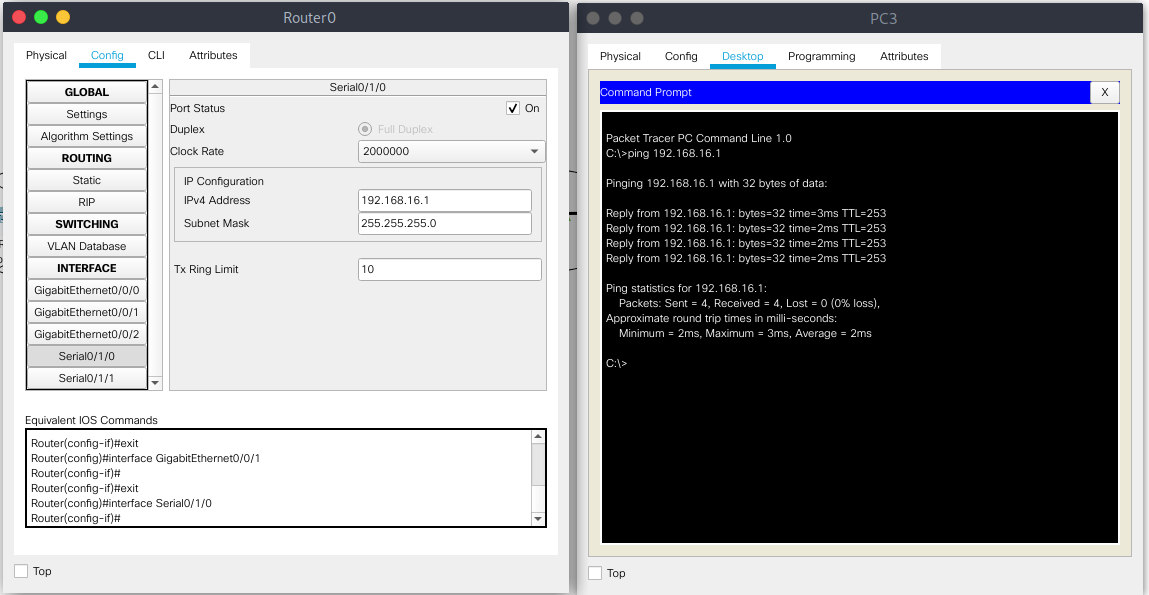 Router0
Physical
Config
CLI
Attributes
GLOBAL
Settings
Algorithm Settings
ROUTING
Static
RIP
SWITCHING
VLAN Database
INTERFACE
GigabitEthernet0/0/0
GigabitEthernet0/0/1
GigabitEthernet0/0/2
Serial0/1/0
Serial0/1/1
Serial0/1/0
Port Status
On
Duplex
Full Duplex
Clock Rate
2000000
IP Configuration
IPv4 Address
192.168.16.1
Subnet Mask
255.255.255.0
Tx Ring Limit
10
Equivalent IOS Commands
Router(config-if)#exit
Router(config)#interface GigabitEthernet0/0/1
Router(config-if)#
Router(config-if)#exit
Router(config)#interface Serial0/1/0
Router(config-if)#
Top
PC3
Physical
Config
Desktop
Programming
Attributes
Command Prompt
X
Packet Tracer PC Command Line 1.0
C:\>ping 192.168.16.1
Pinging 192.168.16.1 with 32 bytes of data:
Reply from 192.168.16.1: bytes=32 time=3ms TTL=253
Reply from 192.168.16.1: bytes=32 time=2ms TTL=253
Reply from 192.168.16.1: bytes=32 time=2ms TTL=253
Reply from 192.168.16.1: bytes=32 time=2ms TTL=253
Ping statistics for 192.168.16.1:
Packets: Sent = 4, Received = 4, Lost = 0 (0% loss),
Approximate round trip times in milli-seconds:
Minimum = 2ms, Maximum = 3ms, Average = 2ms
C:\>
Top